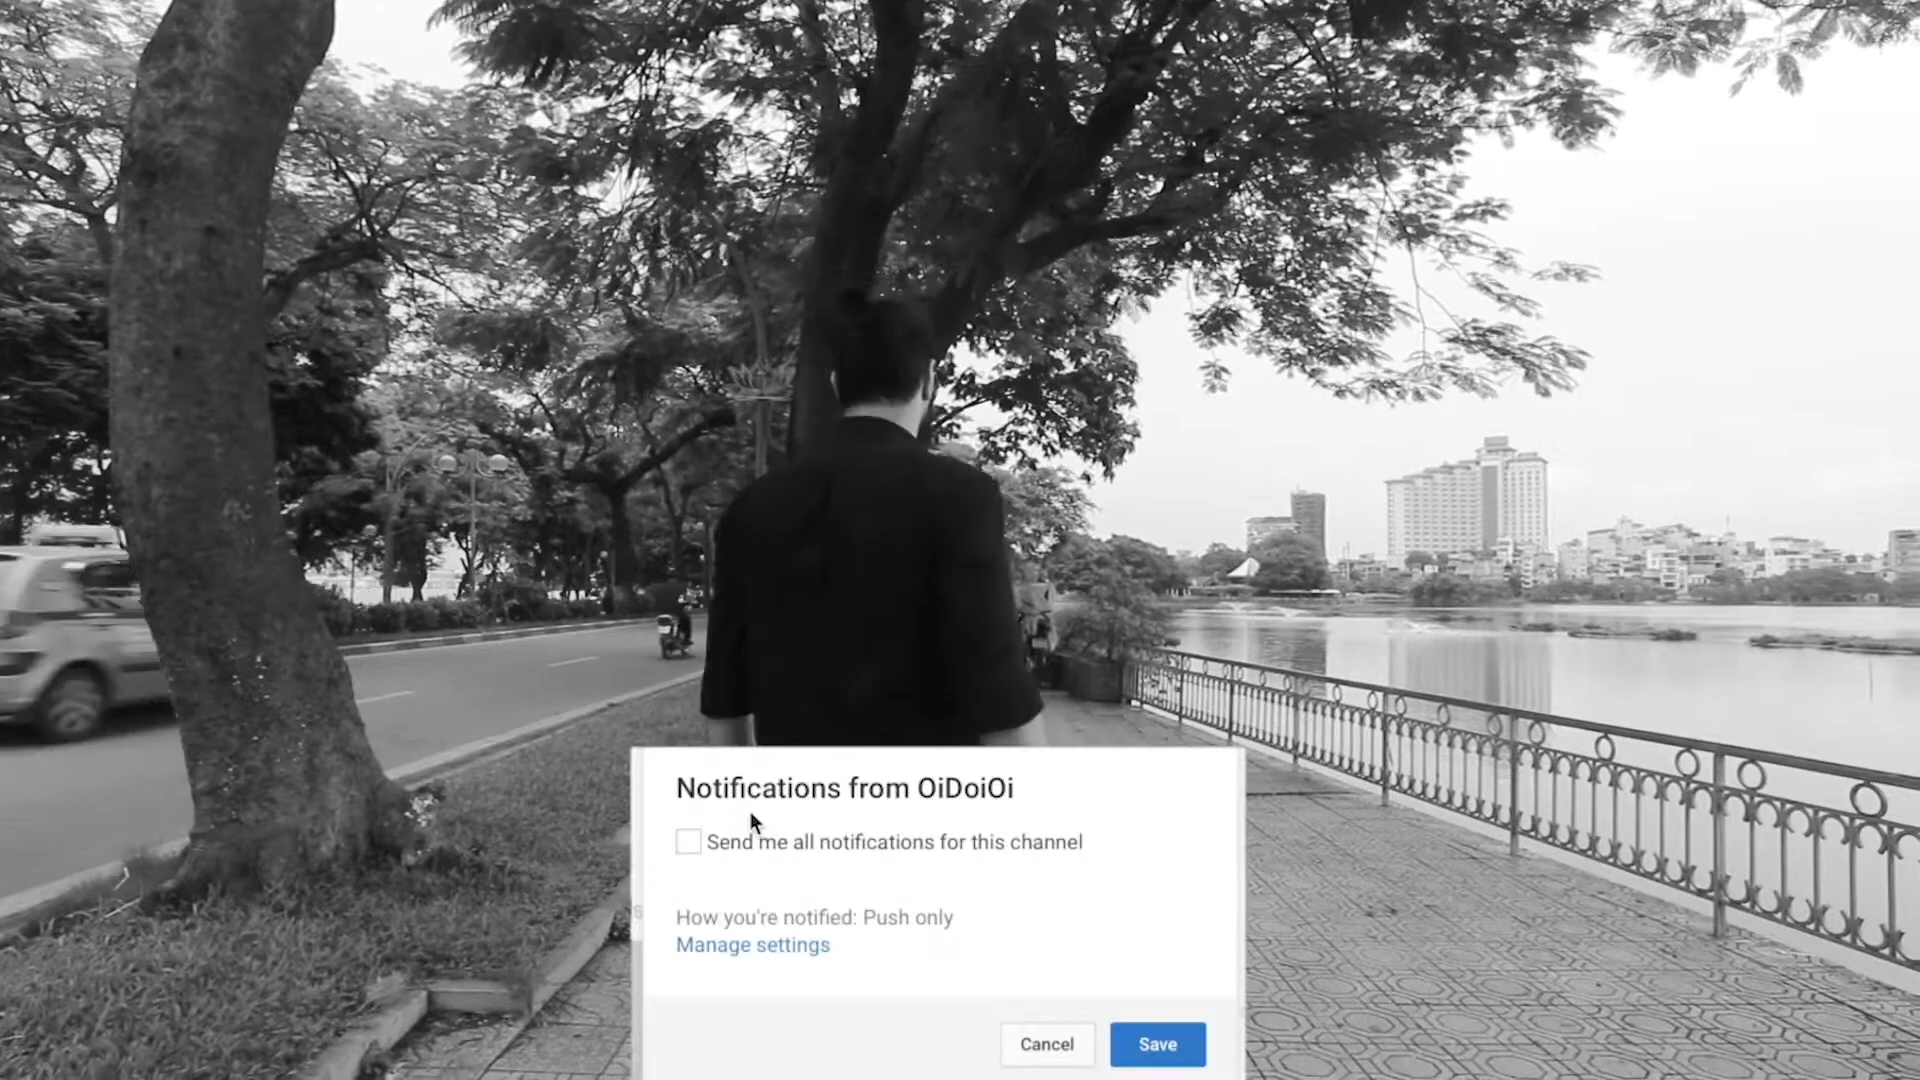 Notifications from OiDoiOi
Send me all notifications for this channel
How you're notified: Push only
Manage settings
Cancel
Save